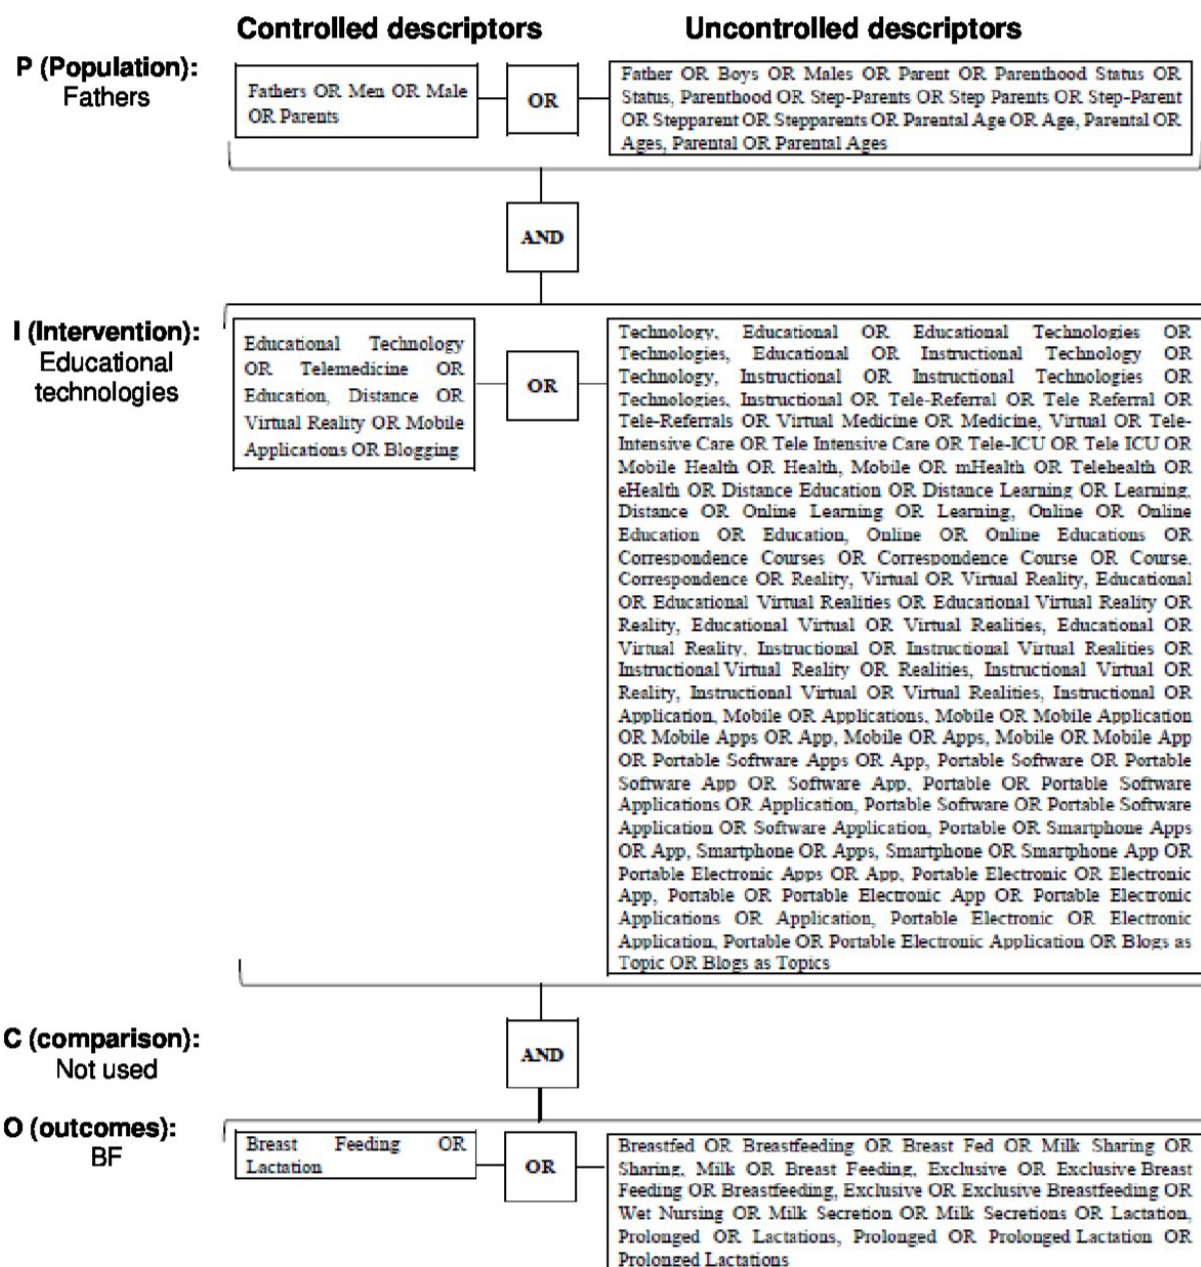 Controlled descriptors
Uncontrolled descriptors
P (Population):
Fathers
Fathers OR Men OR Male
OR Parents
OR
Father OR Boys OR Males OR Parent OR Parenthood Status OR
Status, Parenthood OR Step-Parents OR Step Parents OR Step-Parent
OR Stepparent OR Stepparents OR Parental Age OR Age, Parental OR
Ages, Parental OR Parental Ages
AND
I (Intervention):
Educational
technologies
Educational Technology
OR Telemedicine OR
Education, Distance OR
Virtual Reality OR Mobile
Applications OR Blogging
OR
Technology, Educational OR Educational Technologies OR
Technologies, Educational OR Instructional Technology OR
Technology, Instructional OR Instructional Technologies OR
Technologies, Instructional OR Tele-Referral OR Tele Referral OR
Tele-Referrals OR Virtual Medicine OR Medicine, Virtual OR Tele-
Intensive Care OR Tele Intensive Care OR Tele-ICU OR Tele ICU OR
Mobile Health OR Health, Mobile OR mHealth OR Telehealth OR
eHealth OR Distance Education OR Distance Learning OR Learning,
Distance OR Online Learning OR Learning, Online OR Online
Education OR Education, Online OR Online Educations OR
Correspondence Courses OR Correspondence Course OR Course,
Correspondence OR Reality, Virtual OR Virtual Reality, Educational
OR Educational Virtual Realities OR Educational Virtual Reality OR
Reality, Educational Virtual OR Virtual Realities, Educational OR
Virtual Reality, Instructional OR Instructional Virtual Realities OR
Instructional Virtual Reality OR Realities, Instructional Virtual OR
Reality, Instructional Virtual OR Virtual Realities, Instructional OR
Application, Mobile OR Applications, Mobile OR Mobile Application
OR Mobile Apps OR App, Mobile OR Apps, Mobile OR Mobile App
OR Portable Software Apps OR App, Portable Software OR Portable
Software App OR Software App, Portable OR Portable Software
Applications OR Application, Portable Software OR Portable Software
Application OR Software Application, Portable OR Smartphone Apps
OR App, Smartphone OR Apps, Smartphone OR Smartphone App OR
Portable Electronic Apps OR App, Portable Electronic OR Electronic
App, Portable OR Portable Electronic App OR Portable Electronic
Applications OR Application, Portable Electronic OR Electronic
Application, Portable OR Portable Electronic Application OR Blogs as
Topic OR Blogs as Topics
C (comparison):
Not used
AND
O (outcomes):
BF
Breast Feeding OR
Lactation
OR
Breastfed OR Breastfeeding OR Breast Fed OR Milk Sharing OR
Sharing, Milk OR Breast Feeding, Exclusive OR Exclusive Breast
Feeding OR Breastfeeding, Exclusive OR Exclusive Breastfeeding OR
Wet Nursing OR Milk Secretion OR Milk Secretions OR Lactation,
Prolonged OR Lactations, Prolonged OR Prolonged Lactation OR
Prolonged Lactations